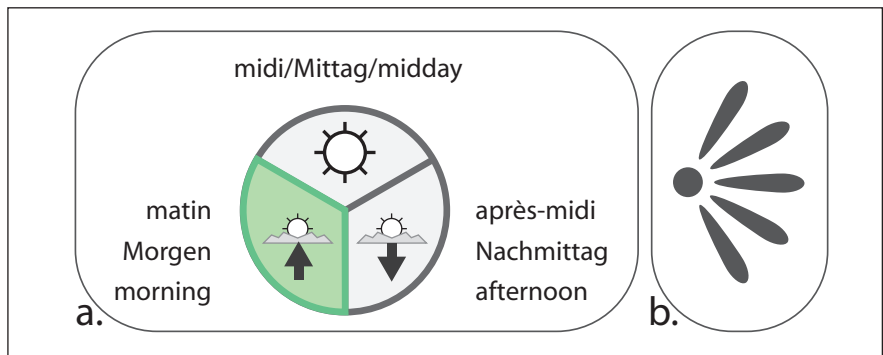 midi/Mittag/midday
matin
Morgen
morning
après-midi
Nachmittag
afternoon
a.
b.